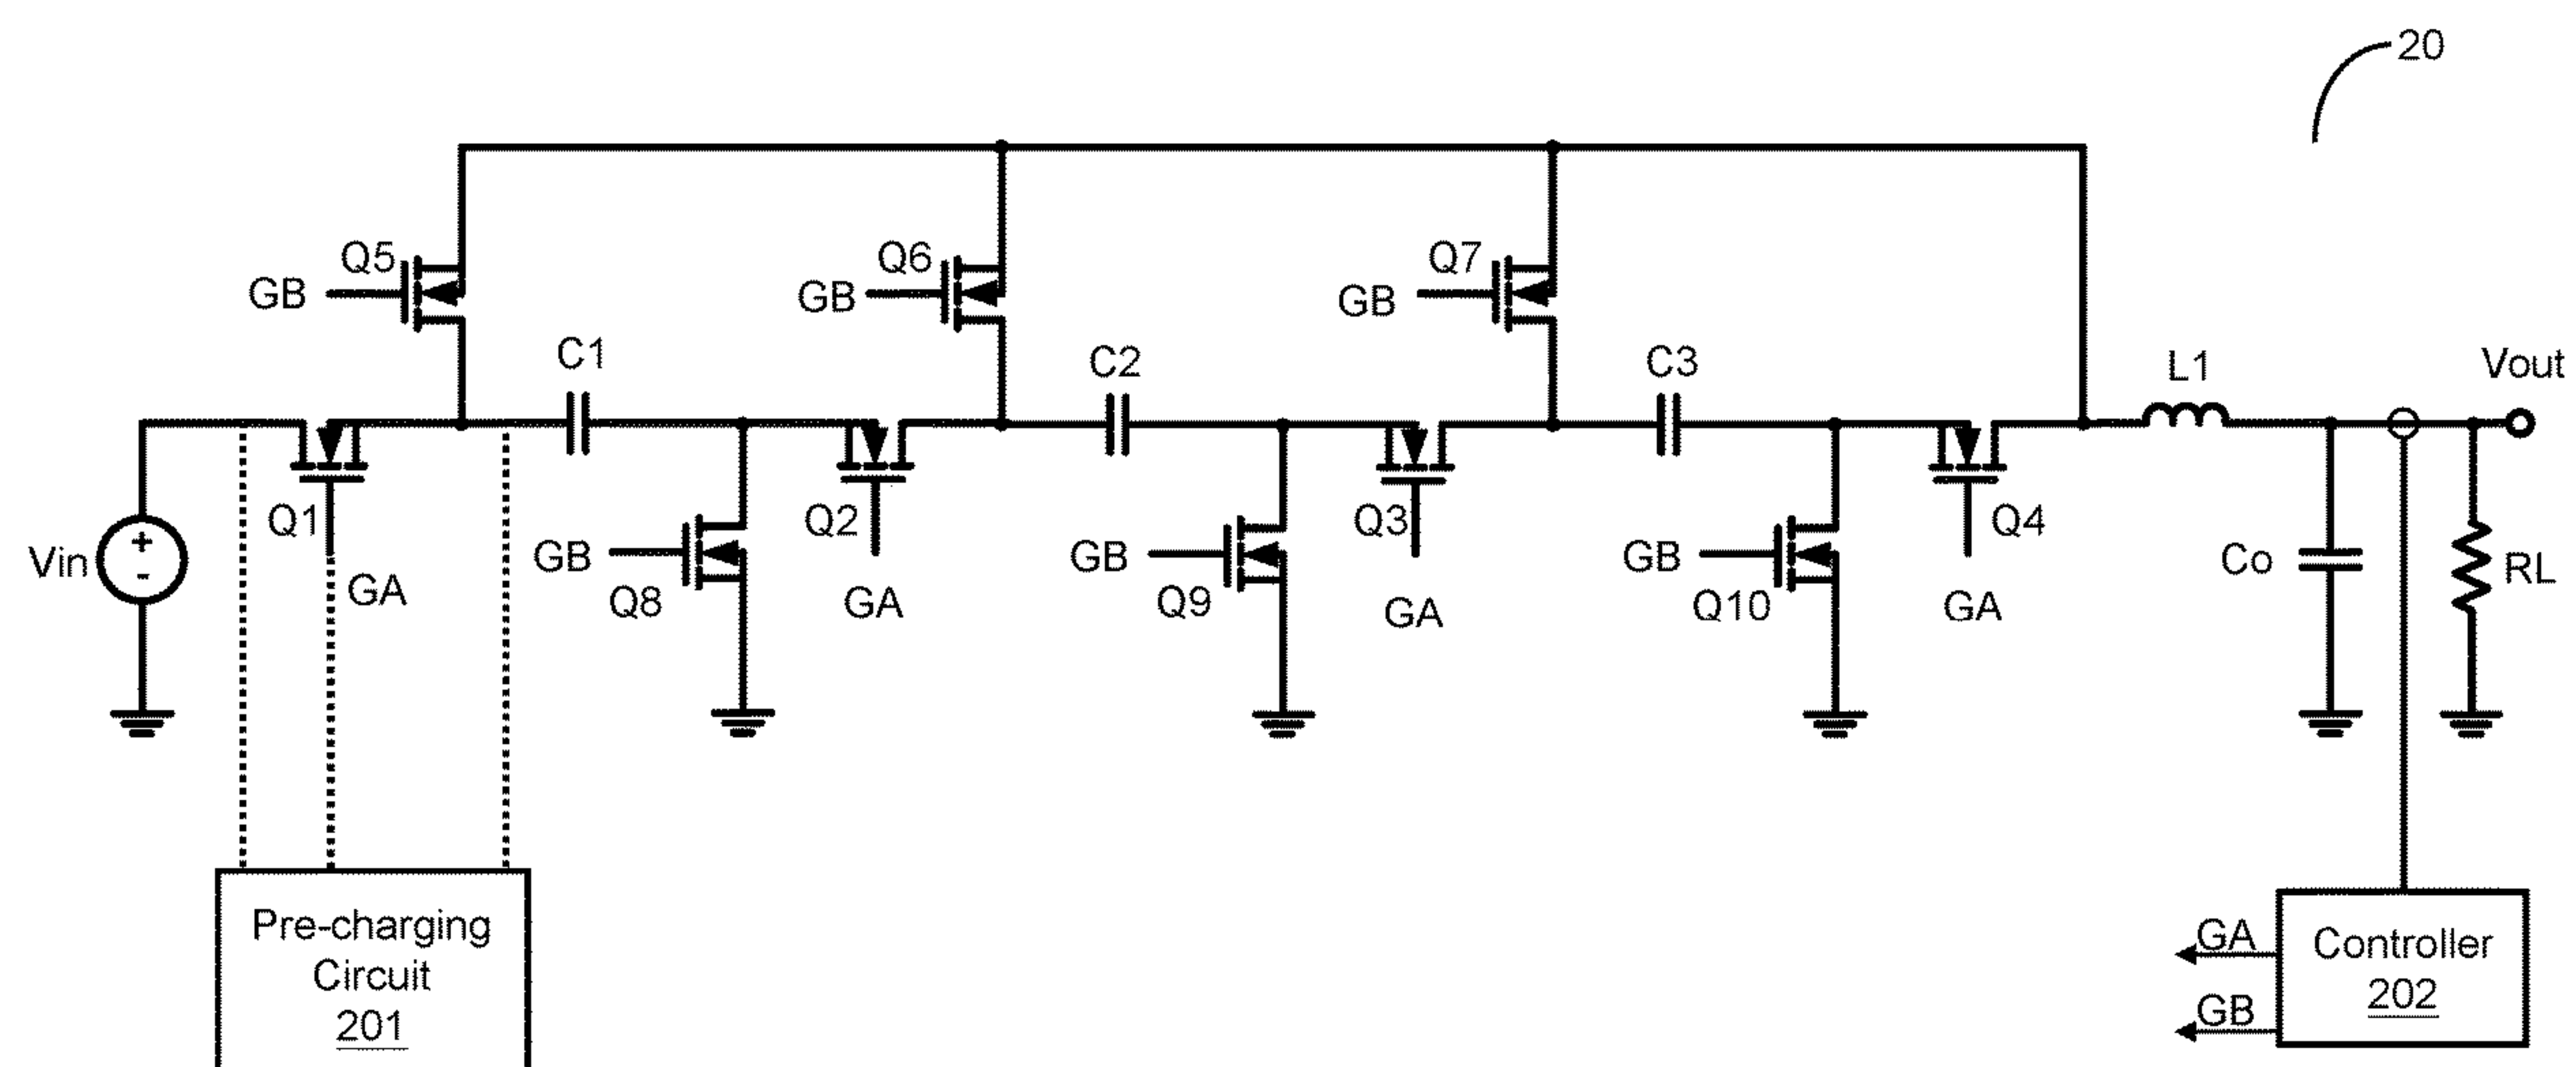 20
Q5
GB
Q6
GB
Q7
GB
C1
C2
C3
L1
Vout
Vin
+
-
Q1
GA
GB
Q8
Q2
GA
GB
Q9
Q3
GA
GB
Q10
Q4
GA
Co
RL
Pre-charging
Circuit
201
GA
GB
Controller
202